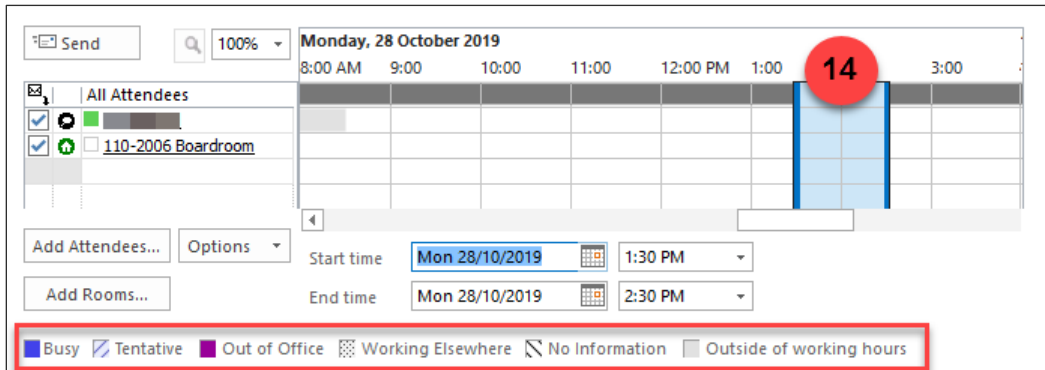 Send
100%
Monday, 28 October 2019
8:00 AM 9:00 10:00 11:00 12:00 PM 1:00 14 3:00
All Attendees
110-2006 Boardroom
Add Attendees... Options
Start time Mon 28/10/2019 1:30 PM
Add Rooms...
End time Mon 28/10/2019 2:30 PM
Busy Tentative Out of Office Working Elsewhere No Information Outside of working hours